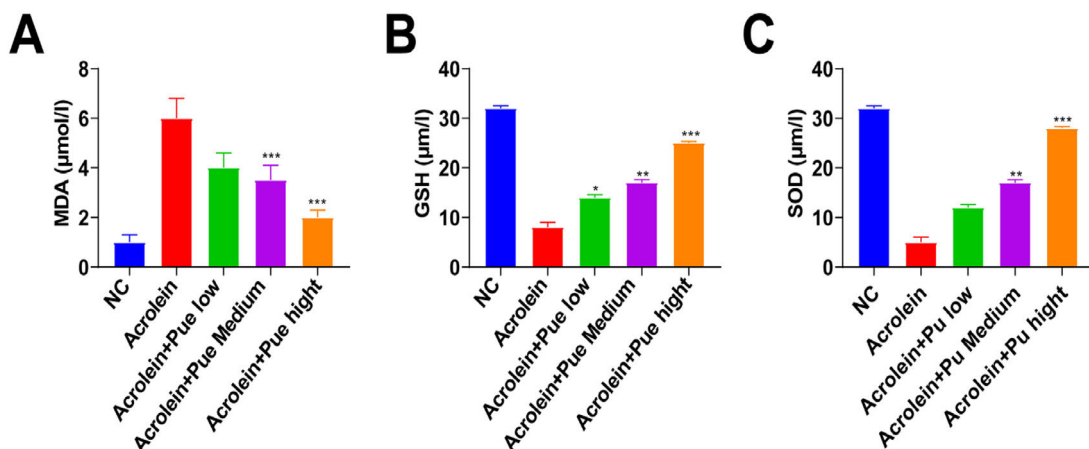 A
MDA (µmol/l)
8
6
4
2
0
***
***
NC
Acrolein
Acrolein+Pue low
Acrolein+Pue Medium
Acrolein+Pue hight
B
GSH (µm/l)
40
30
20
10
0
*
**
***
NC
Acrolein
Acrolein+Pue low
Acrolein+Pue Medium
Acrolein+Pue hight
C
SOD (µm/l)
40
30
20
10
0
**
***
NC
Acrolein
Acrolein+Pu low
Acrolein+Pu Medium
Acrolein+Pu hight